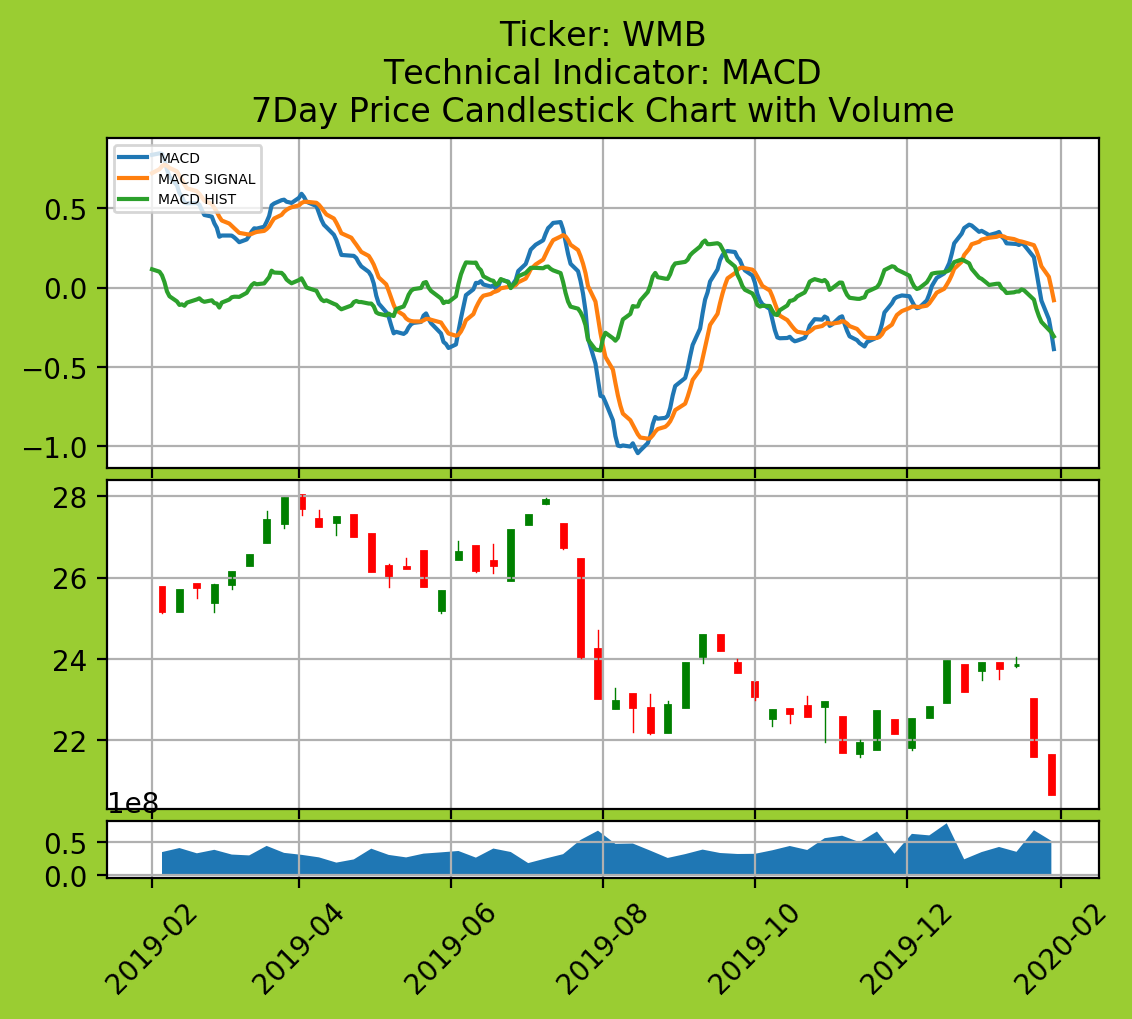 Ticker: WMB
Technical Indicator: MACD
7Day Price Candlestick Chart with Volume
MACD
MACD SIGNAL
MACD HIST
0.5
0.0
−0.5
−1.0
28
26
24
22
1e8
0.5
0.0
2019-02
2019-04
2019-06
2019-08
2019-10
2019-12
2020-02